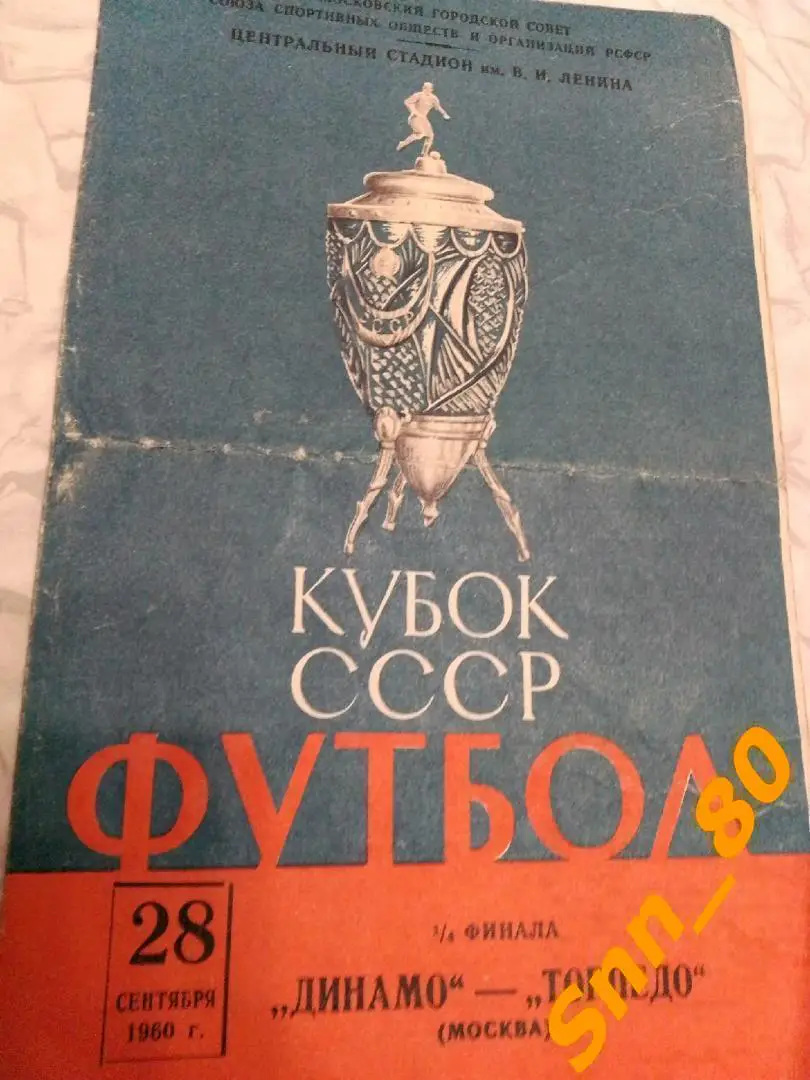 МОСКОВСКИЙ ГОРОДСКОЙ СОВЕТ
СОЮЗА СПОРТИВНЫХ ОБЩЕСТВ И ОРГАНИЗАЦИЙ РСФСР
ЦЕНТРАЛЬНЫЙ СТАДИОН им. В. И. ЛЕНИНА
СССР
КУБОК
СССР
ФУТБОЛ
28
СЕНТЯБРЯ
1960 г.
1/4 ФИНАЛА
„ДИНАМО“ — „ТОРПЕДО“
(МОСКВА)
Snn_80